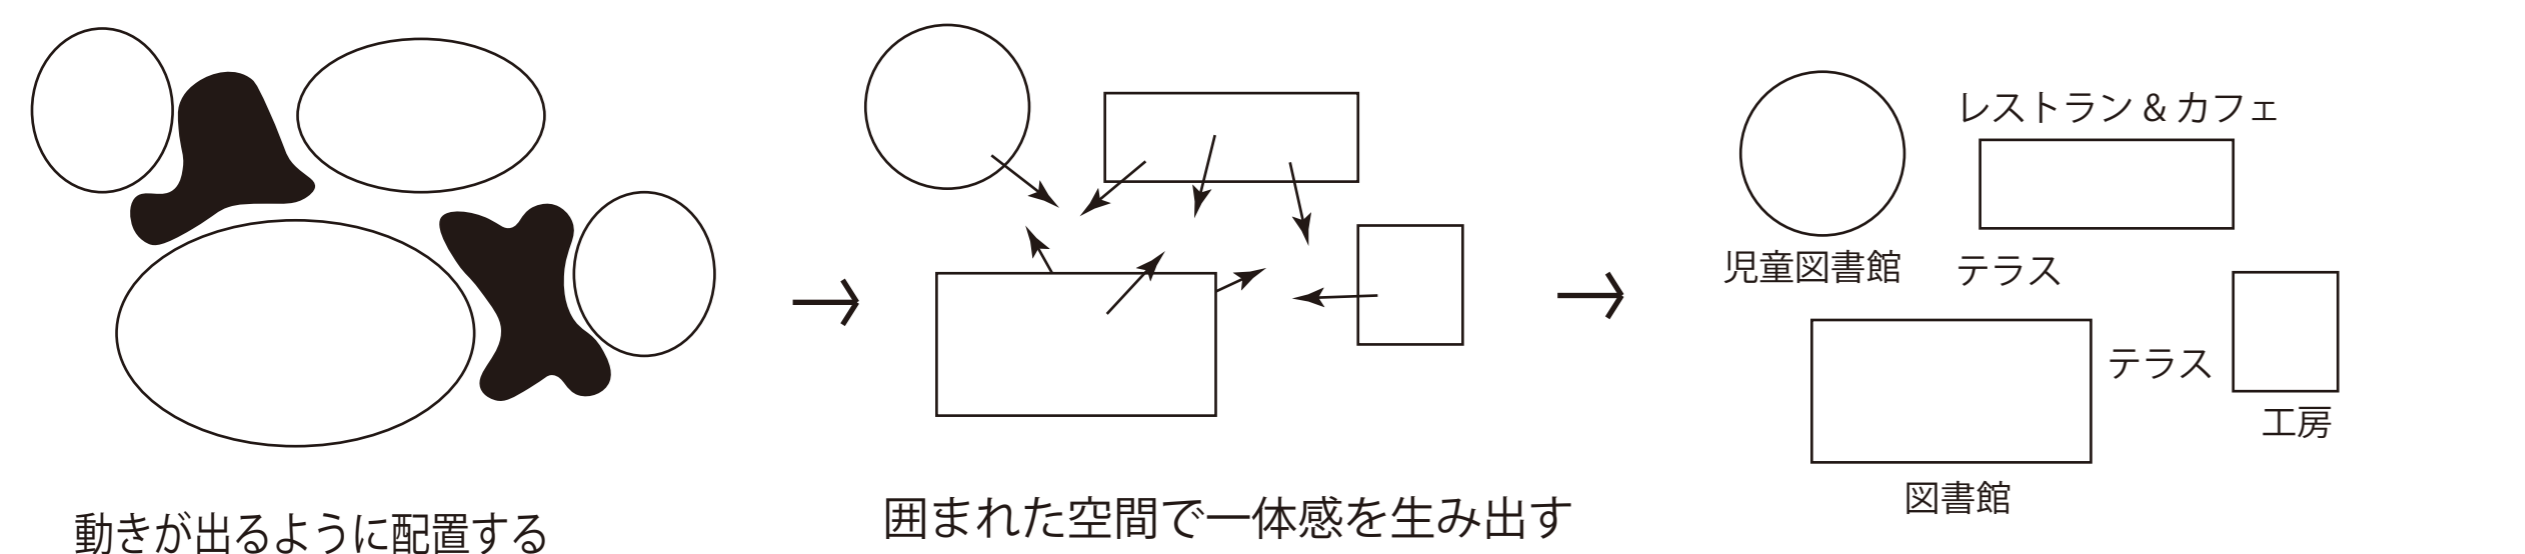 動きが出るように配置する
囲まれた空間で一体感を生み出す
レストラン & カフェ
児童図書館
テラス
テラス
工房
図書館